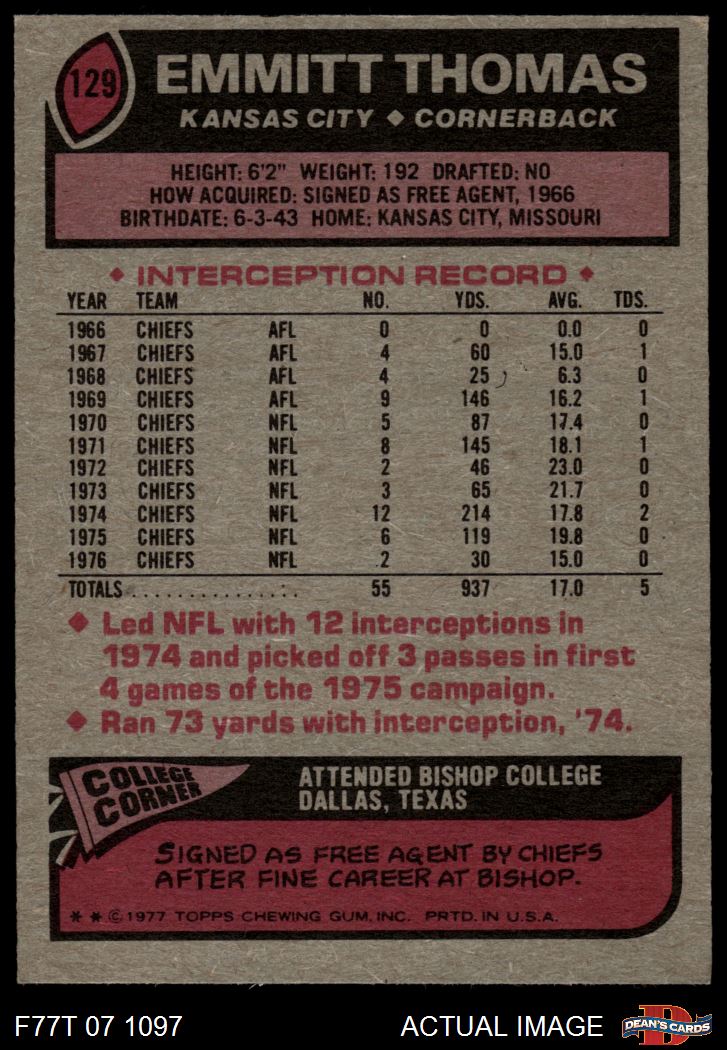 129
EMMITT THOMAS
KANSAS CITY ◆ CORNERBACK
HEIGHT: 6'2" WEIGHT: 192 DRAFTED: NO
HOW ACQUIRED: SIGNED AS FREE AGENT, 1966
BIRTHDATE: 6-3-43 HOME: KANSAS CITY, MISSOURI
◆ INTERCEPTION RECORD ◆
YEAR TEAM NO. YDS. AVG. TDS.
1966 CHIEFS AFL 0 0 0.0 0
1967 CHIEFS AFL 4 60 15.0 1
1968 CHIEFS AFL 4 25 6.3 0
1969 CHIEFS AFL 9 146 16.2 1
1970 CHIEFS NFL 5 87 17.4 0
1971 CHIEFS NFL 8 145 18.1 1
1972 CHIEFS NFL 2 46 23.0 0
1973 CHIEFS NFL 3 65 21.7 0
1974 CHIEFS NFL 12 214 17.8 2
1975 CHIEFS NFL 6 119 19.8 0
1976 CHIEFS NFL 2 30 15.0 0
TOTALS ................ 55 937 17.0 5
◆ Led NFL with 12 interceptions in
1974 and picked off 3 passes in first
4 games of the 1975 campaign.
◆ Ran 73 yards with interception, '74.
COLLEGE
CORNER
ATTENDED BISHOP COLLEGE
DALLAS, TEXAS
SIGNED AS FREE AGENT BY CHIEFS
AFTER FINE CAREER AT BISHOP.
* * © 1977 TOPPS CHEWING GUM, INC. PRTD. IN U.S.A.
F77T 07 1097
ACTUAL IMAGE
D
DEAN'S CARDS